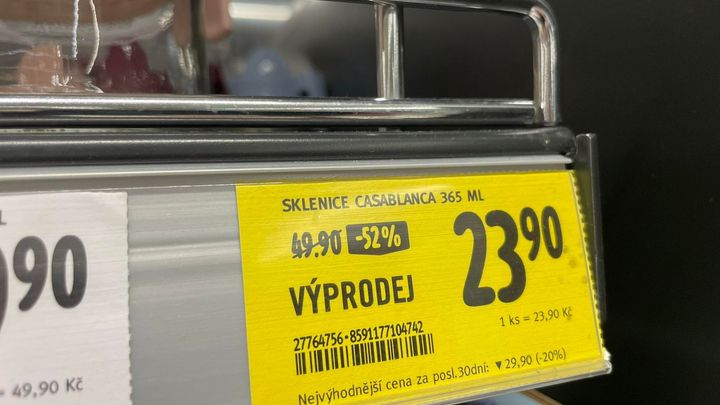 SKLENICE CASABLANCA 365 ML
49.90 -52%
23 90
VÝPRODEJ
1 ks = 23,90 Kč
27764756-8591177104742
Nejvýhodnější cena za posl.30dní: ▼29,90 (-20%)
L
90
49,90 Kč